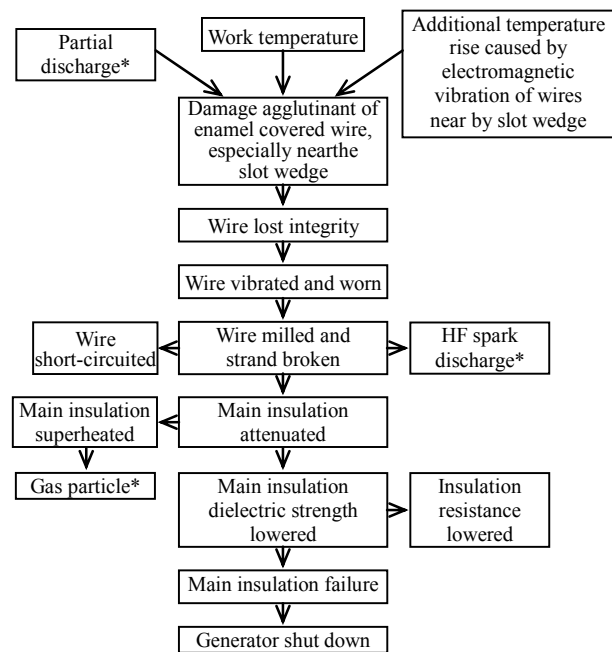 Partial
discharge*
Work temperature
Additional temperature
rise caused by
electromagnetic
vibration of wires
near by slot wedge
Damage agglutinant of
enamel covered wire,
especially nearthe
slot wedge
Wire lost integrity
Wire vibrated and worn
Wire
short-circuited
Wire milled and
strand broken
HF spark
discharge*
Main insulation
superheated
Main insulation
attenuated
Gas particle*
Main insulation
dielectric strength
lowered
Insulation
resistance
lowered
Main insulation failure
Generator shut down